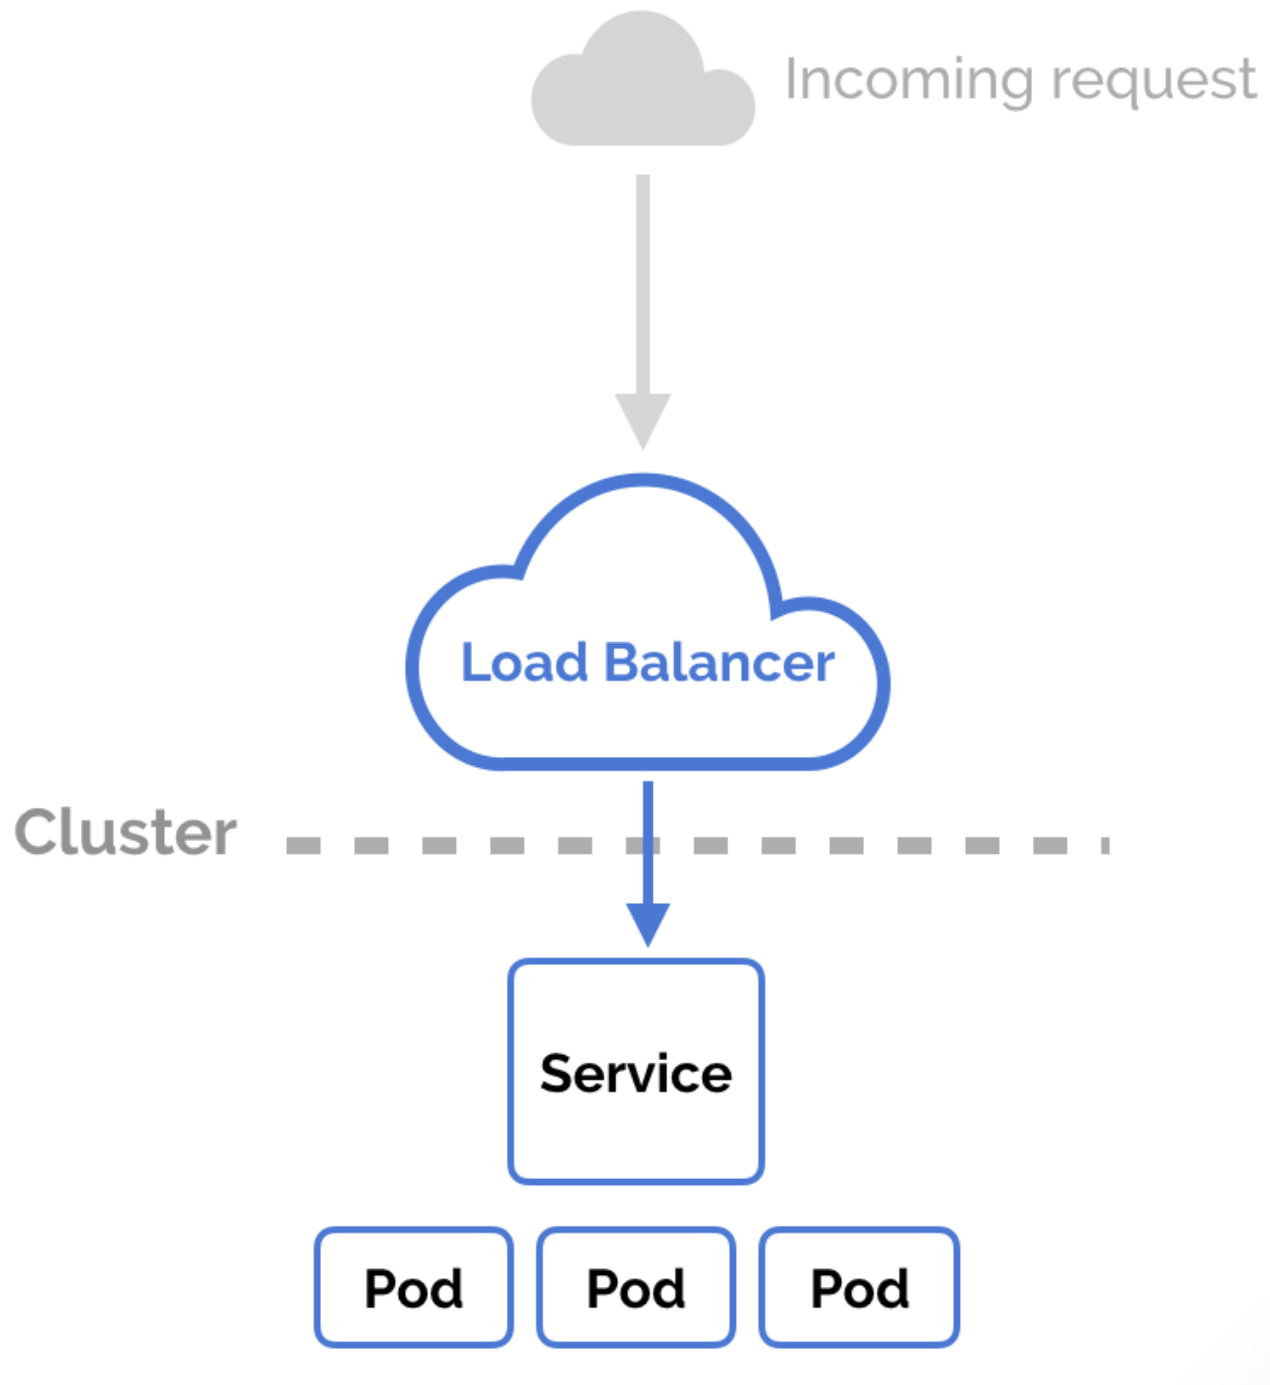 Incoming request
Load Balancer
Cluster
Service
Pod
Pod
Pod